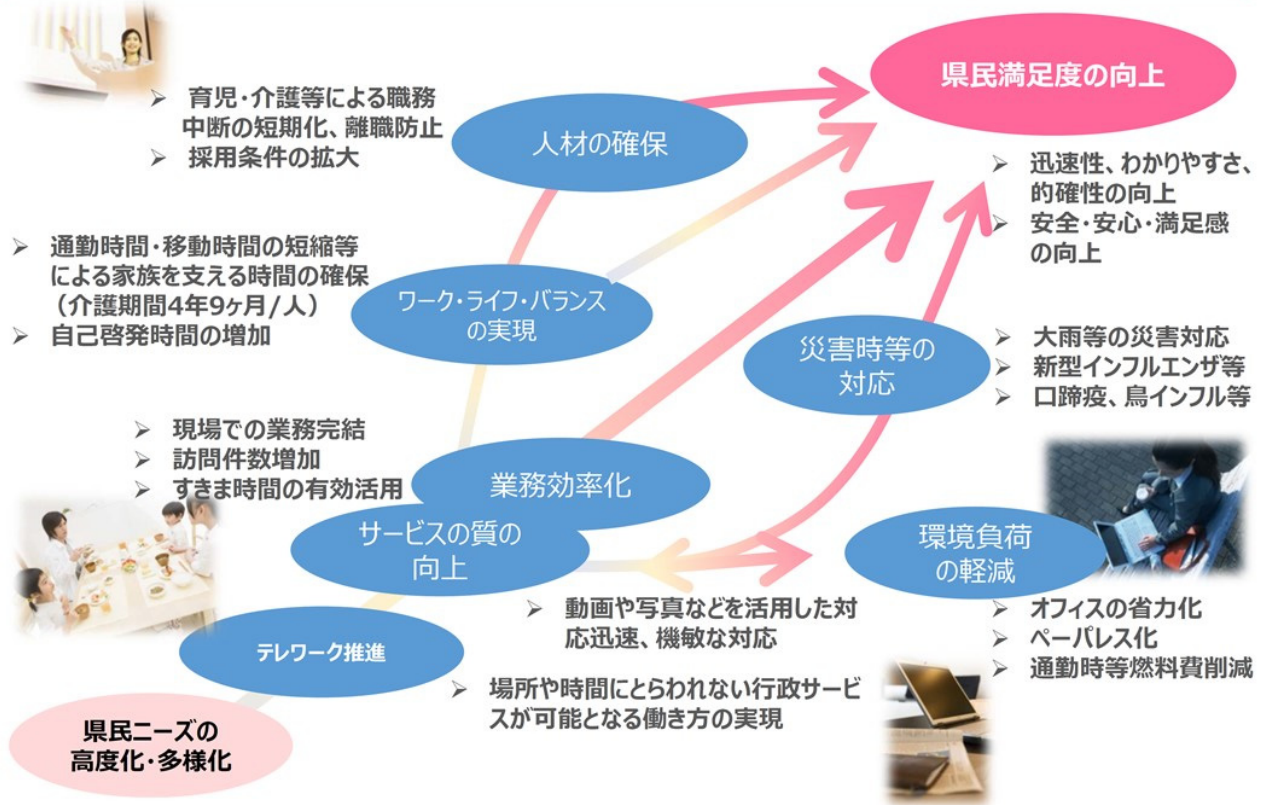 県民満足度の向上
➢ 迅速性、わかりやすさ、
的確性の向上
➢ 安全・安心・満足感
の向上
➢ 育児・介護等による職務
中断の短期化、離職防止
➢ 採用条件の拡大
人材の確保
➢ 通勤時間・移動時間の短縮等
による家族を支える時間の確保
（介護期間4年9ヶ月/人）
➢ 自己啓発時間の増加
ワーク・ライフ・バランス
の実現
災害時等の
対応
➢ 大雨等の災害対応
➢ 新型インフルエンザ等
➢ 口蹄疫、鳥インフル等
➢ 現場での業務完結
➢ 訪問件数増加
➢ すきま時間の有効活用
業務効率化
サービスの質の
向上
環境負荷
の軽減
➢ オフィスの省力化
➢ ペーパレス化
➢ 通勤時等燃料費削減
➢ 動画や写真などを活用した対
応迅速、機敏な対応
テレワーク推進
➢ 場所や時間にとらわれない行政サービ
スが可能となる働き方の実現
県民ニーズの
高度化・多様化